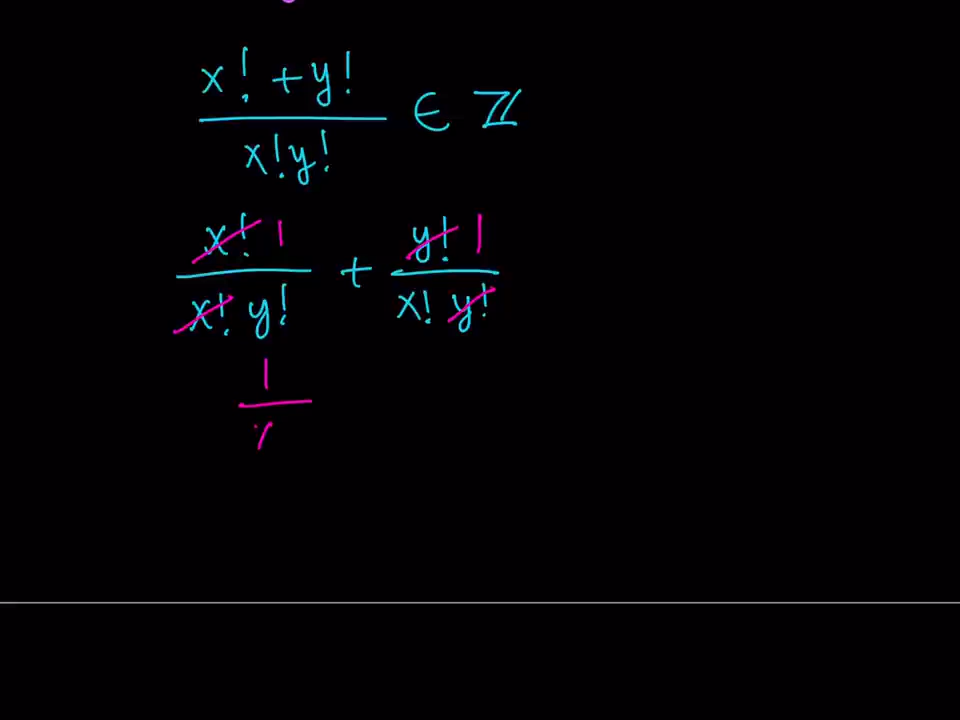 x! + y!
x! y!
∈ ℤ
x! 1
x! y!
+
y! 1
x! y!
1